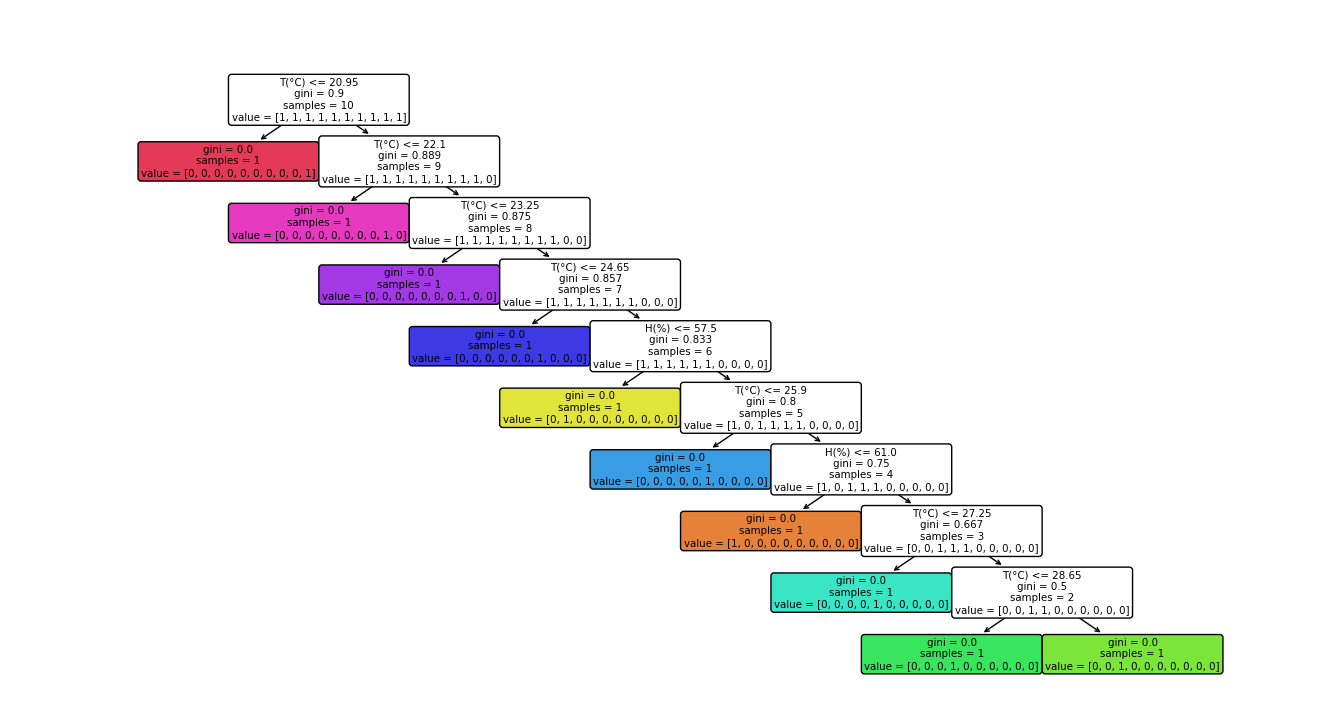 T(°C) <= 20.95
gini = 0.9
samples = 10
value = [1, 1, 1, 1, 1, 1, 1, 1, 1, 1]
gini = 0.0
samples = 1
value = [0, 0, 0, 0, 0, 0, 0, 0, 0, 1]
T(°C) <= 22.1
gini = 0.889
samples = 9
value = [1, 1, 1, 1, 1, 1, 1, 1, 1, 0]
gini = 0.0
samples = 1
value = [0, 0, 0, 0, 0, 0, 0, 0, 1, 0]
T(°C) <= 23.25
gini = 0.875
samples = 8
value = [1, 1, 1, 1, 1, 1, 1, 1, 0, 0]
gini = 0.0
samples = 1
value = [0, 0, 0, 0, 0, 0, 0, 1, 0, 0]
T(°C) <= 24.65
gini = 0.857
samples = 7
value = [1, 1, 1, 1, 1, 1, 1, 0, 0, 0]
gini = 0.0
samples = 1
value = [0, 0, 0, 0, 0, 0, 1, 0, 0, 0]
H(%) <= 57.5
gini = 0.833
samples = 6
value = [1, 1, 1, 1, 1, 1, 0, 0, 0, 0]
gini = 0.0
samples = 1
value = [0, 1, 0, 0, 0, 0, 0, 0, 0, 0]
T(°C) <= 25.9
gini = 0.8
samples = 5
value = [1, 0, 1, 1, 1, 1, 0, 0, 0, 0]
gini = 0.0
samples = 1
value = [0, 0, 0, 0, 0, 1, 0, 0, 0, 0]
H(%) <= 61.0
gini = 0.75
samples = 4
value = [1, 0, 1, 1, 1, 0, 0, 0, 0, 0]
gini = 0.0
samples = 1
value = [1, 0, 0, 0, 0, 0, 0, 0, 0, 0]
T(°C) <= 27.25
gini = 0.667
samples = 3
value = [0, 0, 1, 1, 1, 0, 0, 0, 0, 0]
gini = 0.0
samples = 1
value = [0, 0, 0, 0, 1, 0, 0, 0, 0, 0]
T(°C) <= 28.65
gini = 0.5
samples = 2
value = [0, 0, 1, 1, 0, 0, 0, 0, 0, 0]
gini = 0.0
samples = 1
value = [0, 0, 0, 1, 0, 0, 0, 0, 0, 0]
gini = 0.0
samples = 1
value = [0, 0, 1, 0, 0, 0, 0, 0, 0, 0]